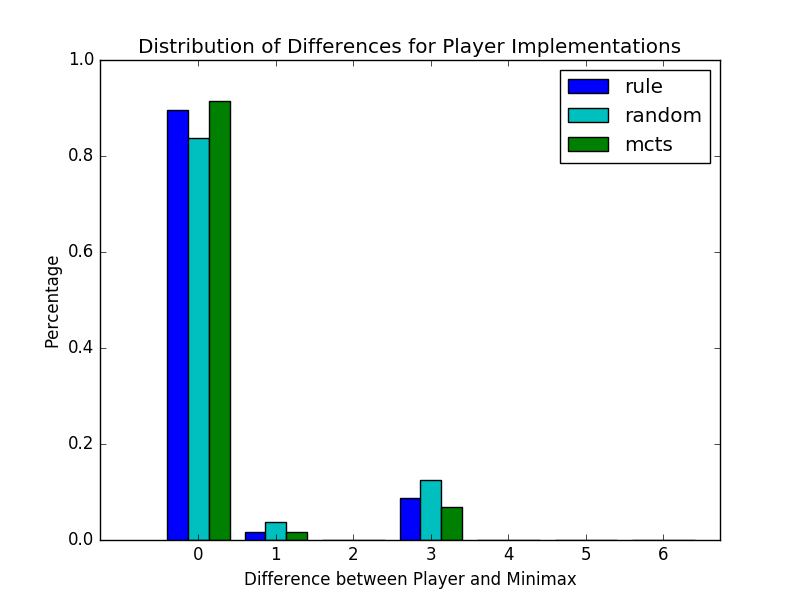 Distribution of Differences for Player Implementations
1.0
0.8
0.6
0.4
0.2
0.0
Percentage
rule
random
mcts
0 1 2 3 4 5 6
Difference between Player and Minimax